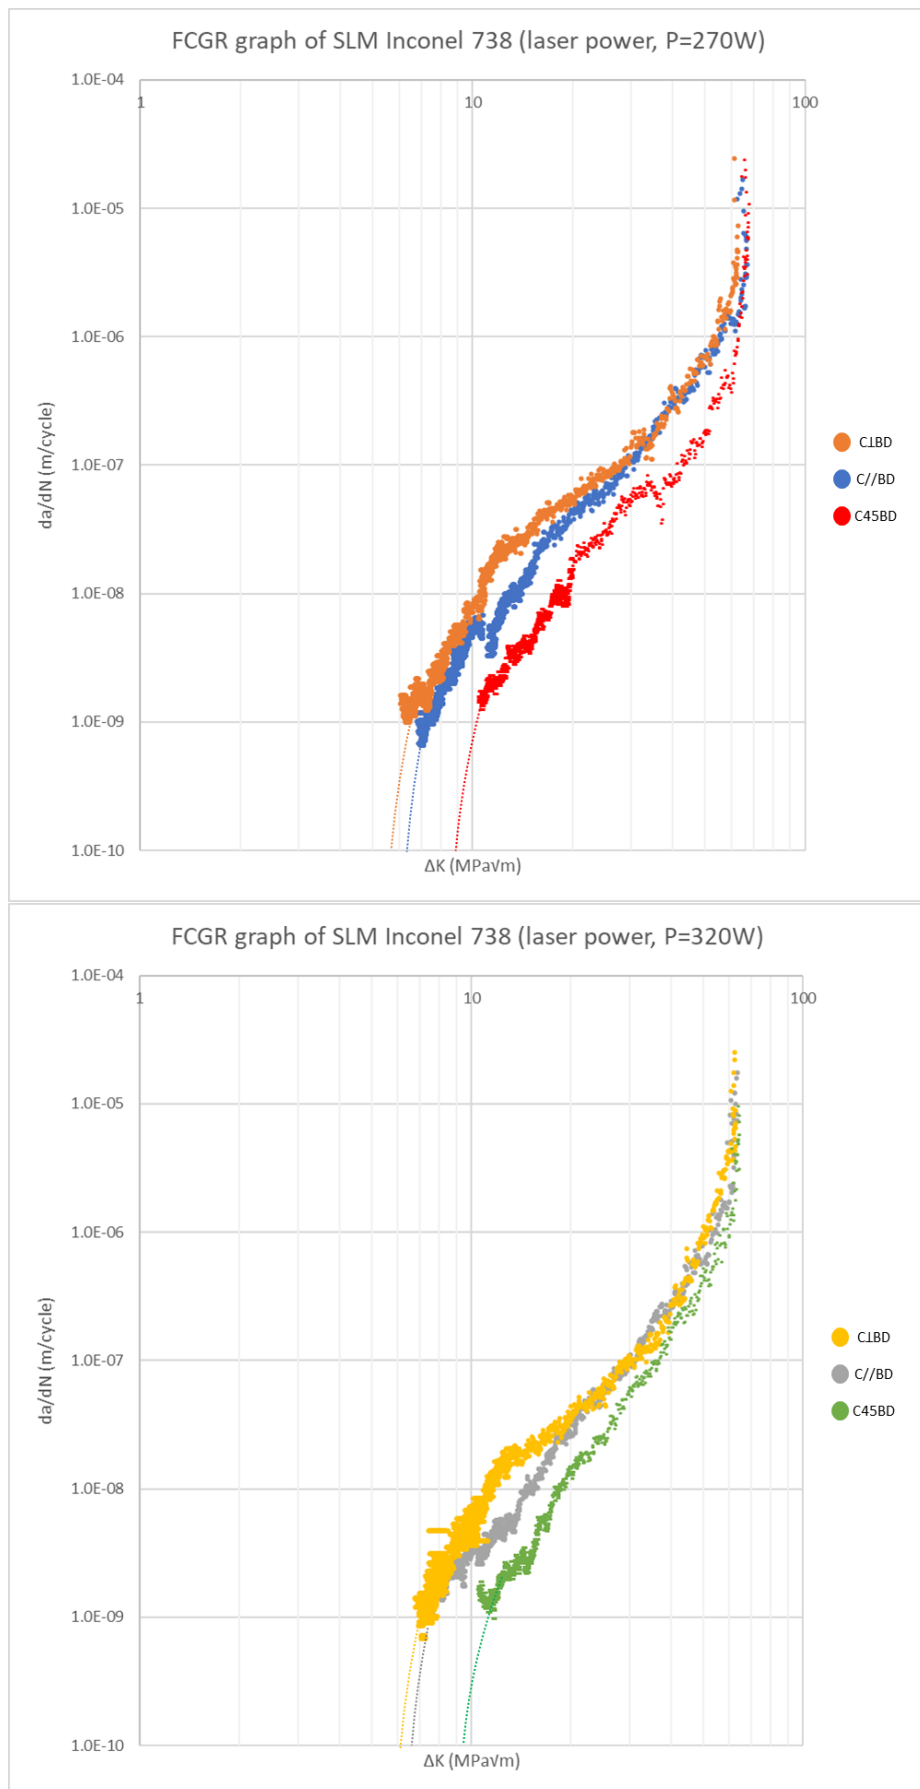 FCGR graph of SLM Inconel 738 (laser power, P=270W)
1.0E-04
1 10 100
1.0E-05
1.0E-06
1.0E-07
1.0E-08
1.0E-09
1.0E-10
da/dN (m/cycle)
ΔK (MPa√m)
C⊥BD
C//BD
C45BD
FCGR graph of SLM Inconel 738 (laser power, P=320W)
1.0E-04
1 10 100
1.0E-05
1.0E-06
1.0E-07
1.0E-08
1.0E-09
1.0E-10
da/dN (m/cycle)
ΔK (MPa√m)
C⊥BD
C//BD
C45BD